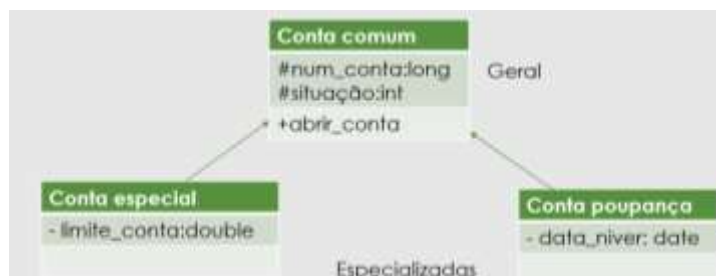 Conta comum
#num_conta:long
#situação:int
+abrir_conta
Geral
Conta especial
- limite_conta:double
Conta poupança
- data_niver: date
Especializadas